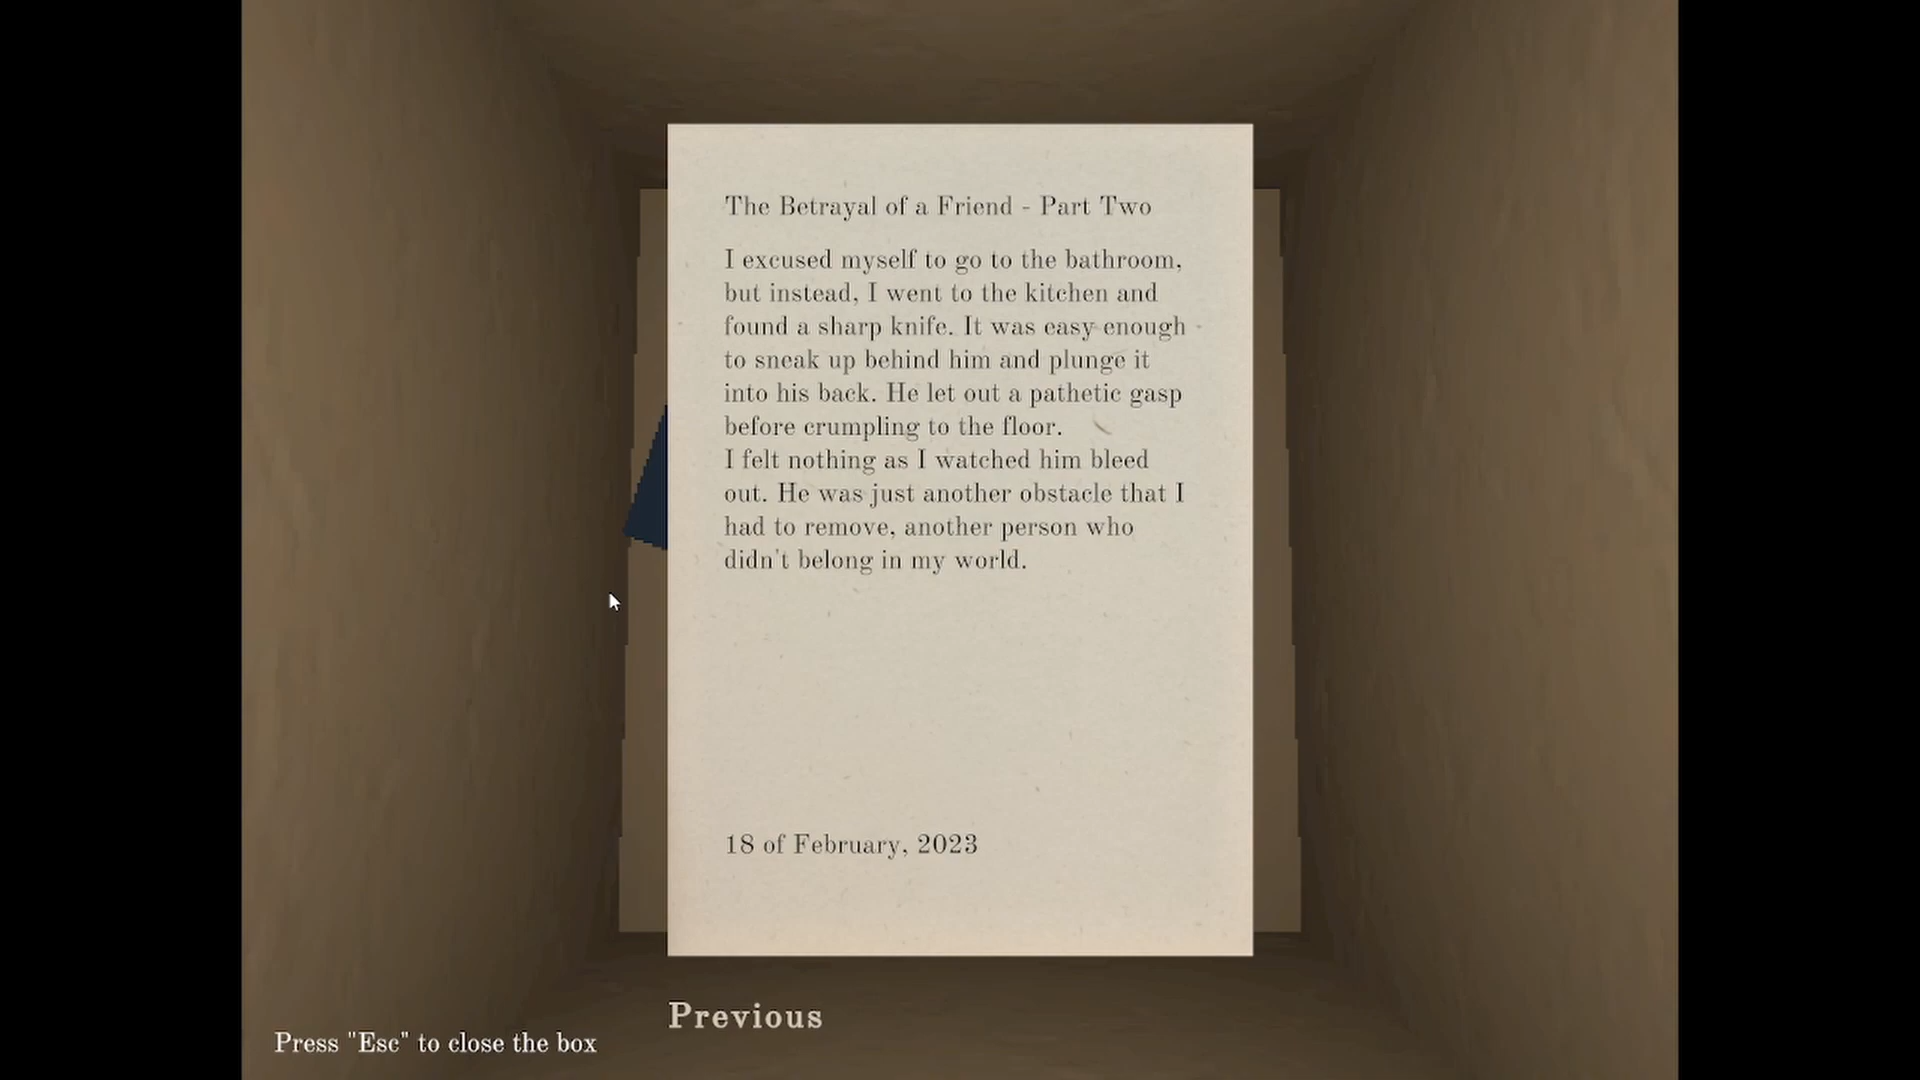 The Betrayal of a Friend - Part Two
I excused myself to go to the bathroom,
but instead, I went to the kitchen and
found a sharp knife. It was easy enough
to sneak up behind him and plunge it
into his back. He let out a pathetic gasp
before crumpling to the floor.
I felt nothing as I watched him bleed
out. He was just another obstacle that I
had to remove, another person who
didn't belong in my world.
18 of February, 2023
Previous
Press "Esc" to close the box